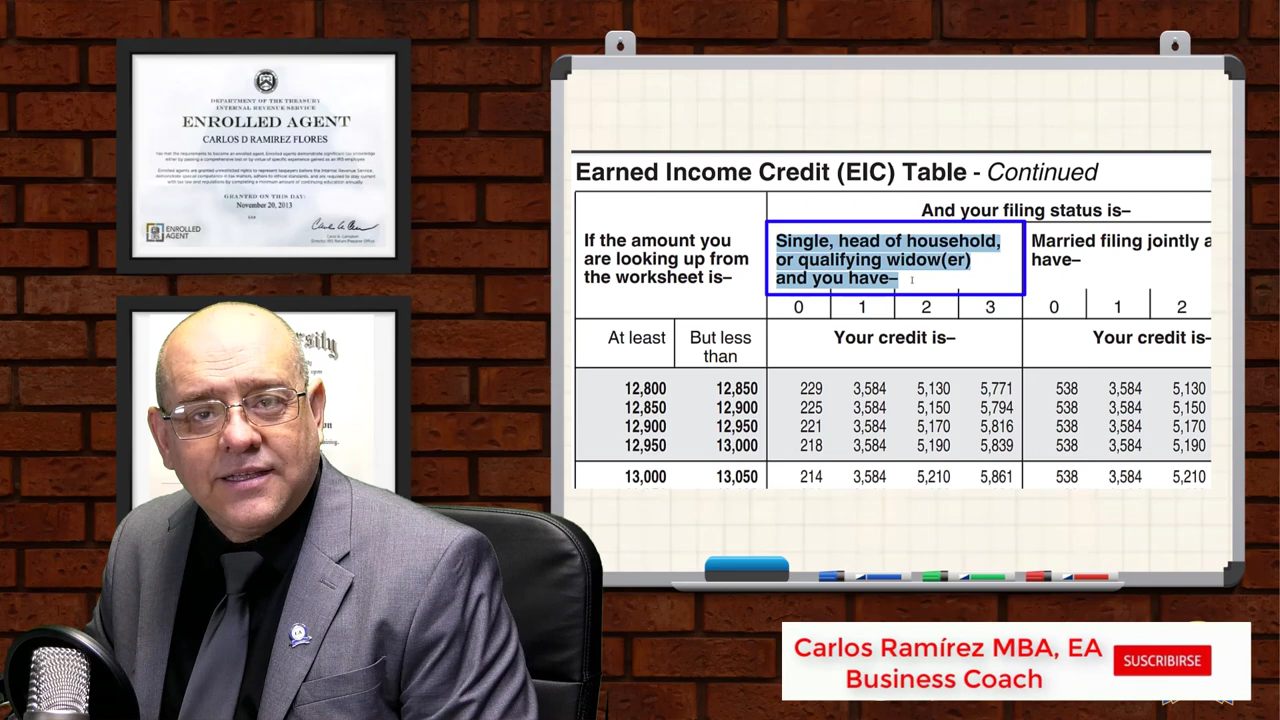 DEPARTMENT OF THE TREASURY
INTERNAL REVENUE SERVICE
ENROLLED AGENT
CARLOS D RAMIREZ FLORES
GRANTED ON THIS DAY:
November 20, 2013
ENROLLED
AGENT
Earned Income Credit (EIC) Table - Continued
And your filing status is–
If the amount you
are looking up from
the worksheet is–
Single, head of household,
or qualifying widow(er)
and you have–
Married filing jointly a
have–
0 1 2 3 0 1 2
At least But less
than
Your credit is– Your credit is–
12,800 12,850 229 3,584 5,130 5,771 538 3,584 5,130
12,850 12,900 225 3,584 5,150 5,794 538 3,584 5,150
12,900 12,950 221 3,584 5,170 5,816 538 3,584 5,170
12,950 13,000 218 3,584 5,190 5,839 538 3,584 5,190
13,000 13,050 214 3,584 5,210 5,861 538 3,584 5,210
Carlos Ramírez MBA, EA
Business Coach
SUSCRIBIRSE